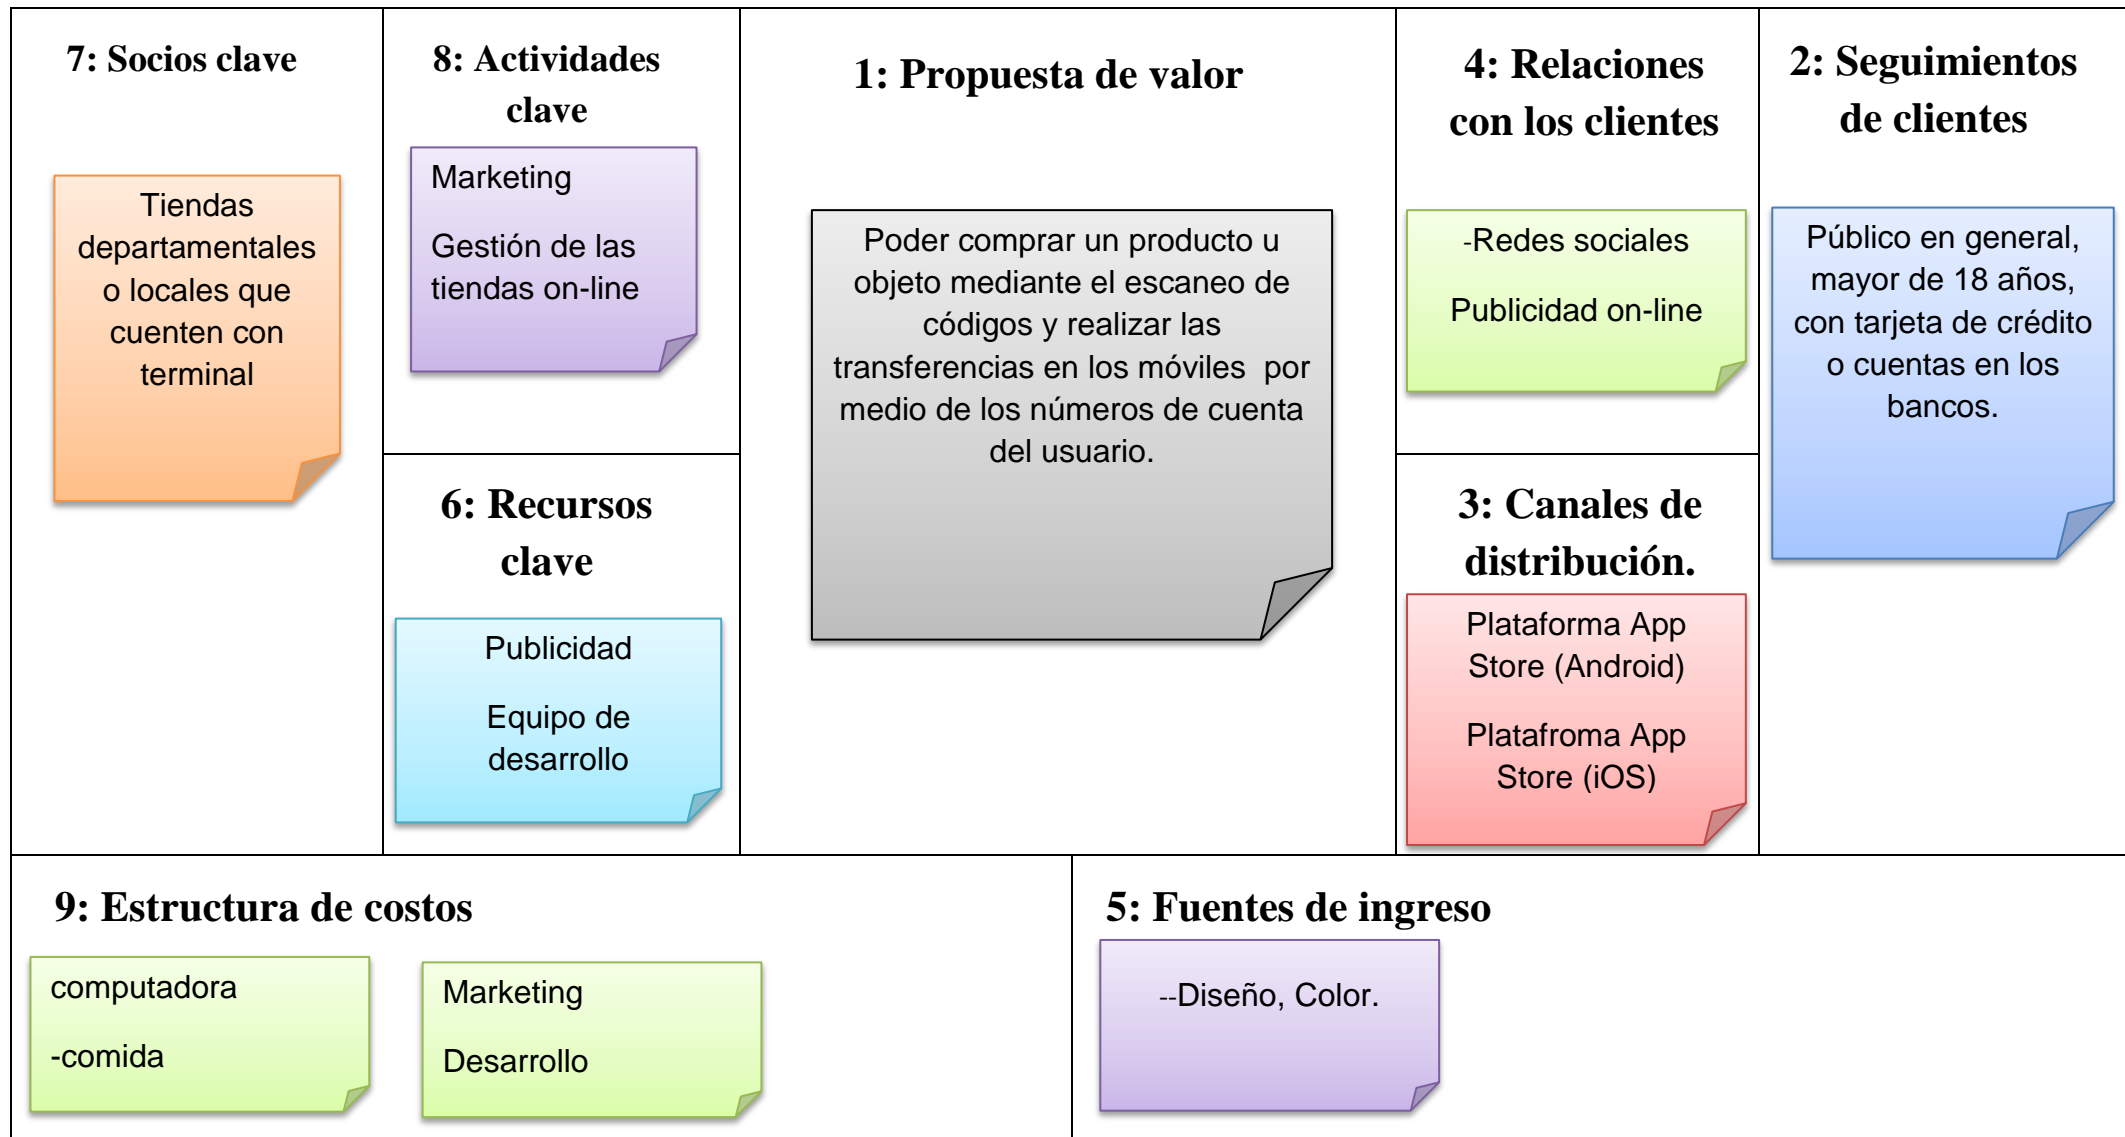 7: Socios clave
Tiendas
departamentales
o locales que
cuenten con
terminal
8: Actividades
clave
Marketing
Gestión de las
tiendas on-line
6: Recursos
clave
Publicidad
Equipo de
desarrollo
1: Propuesta de valor
Poder comprar un producto u
objeto mediante el escaneo de
códigos y realizar las
transferencias en los móviles  por
medio de los números de cuenta
del usuario.
4: Relaciones
con los clientes
-Redes sociales
Publicidad on-line
3: Canales de
distribución.
Plataforma App
Store (Android)
Platafroma App
Store (iOS)
2: Seguimientos
de clientes
Público en general,
mayor de 18 años,
con tarjeta de crédito
o cuentas en los
bancos.
9: Estructura de costos
computadora
-comida
Marketing
Desarrollo
5: Fuentes de ingreso
--Diseño, Color.